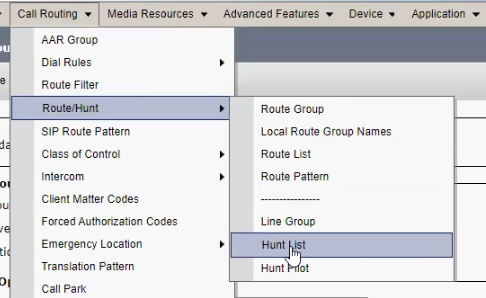 Call Routing Media Resources Advanced Features Device Application
AAR Group
Dial Rules
Route Filter
Route/Hunt
SIP Route Pattern
Class of Control
Intercom
Client Matter Codes
Forced Authorization Codes
Emergency Location
Translation Pattern
Call Park
Route Group
Local Route Group Names
Route List
Route Pattern
----------------
Line Group
Hunt List
Hunt Pilot